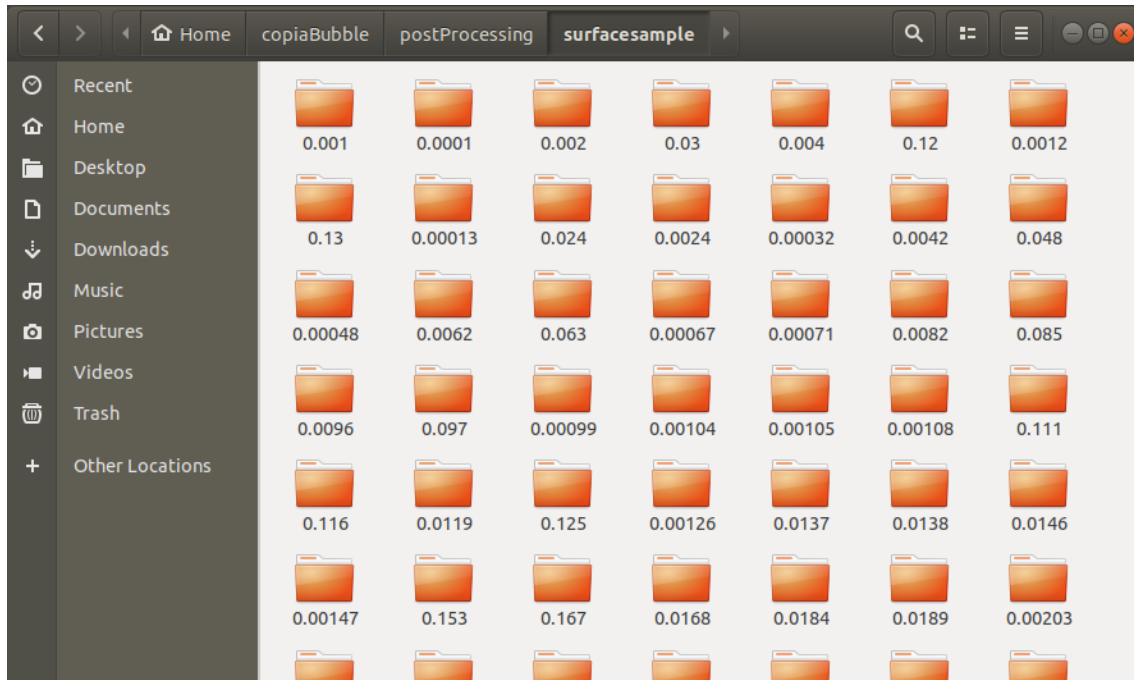 Home copiaBubble postProcessing surfacesample
Recent
Home
Desktop
Documents
Downloads
Music
Pictures
Videos
Trash
Other Locations
0.001 0.0001 0.002 0.03 0.004 0.12 0.0012
0.13 0.00013 0.024 0.0024 0.00032 0.0042 0.048
0.00048 0.0062 0.063 0.00067 0.00071 0.0082 0.085
0.0096 0.097 0.00099 0.00104 0.00105 0.00108 0.111
0.116 0.0119 0.125 0.00126 0.0137 0.0138 0.0146
0.00147 0.153 0.167 0.0168 0.0184 0.0189 0.00203